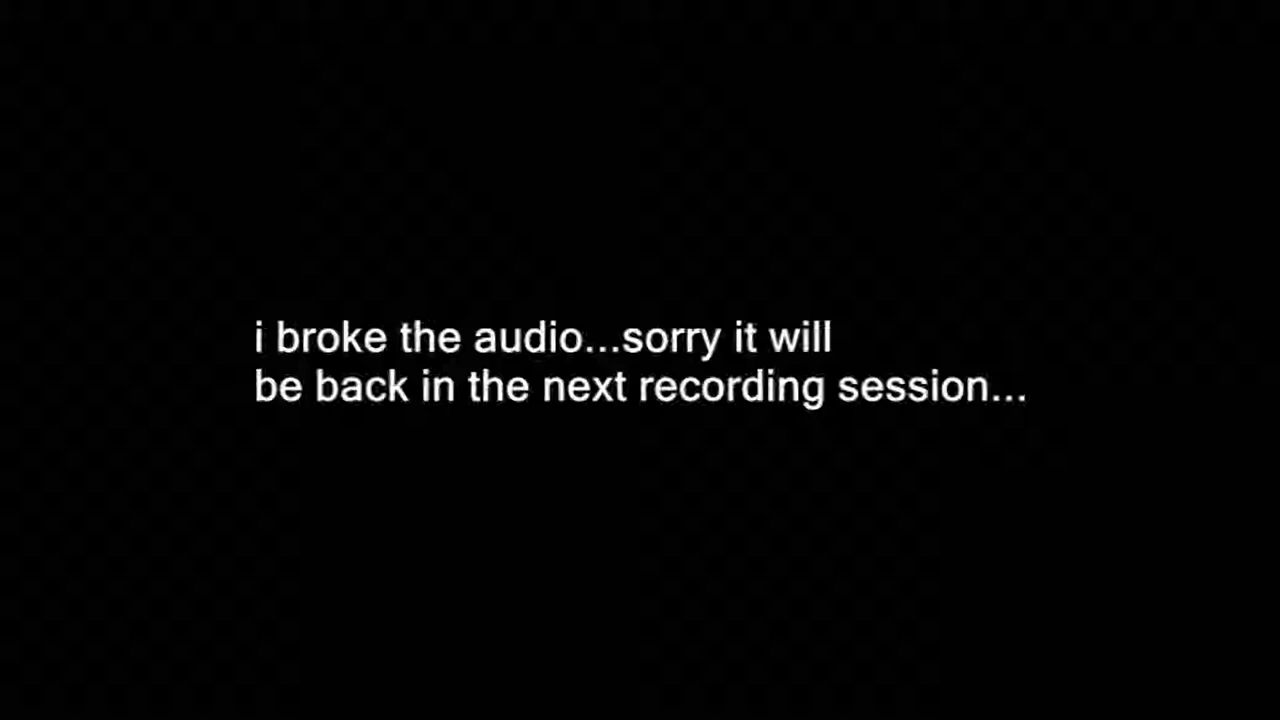 i broke the audio...sorry it will
be back in the next recording session...